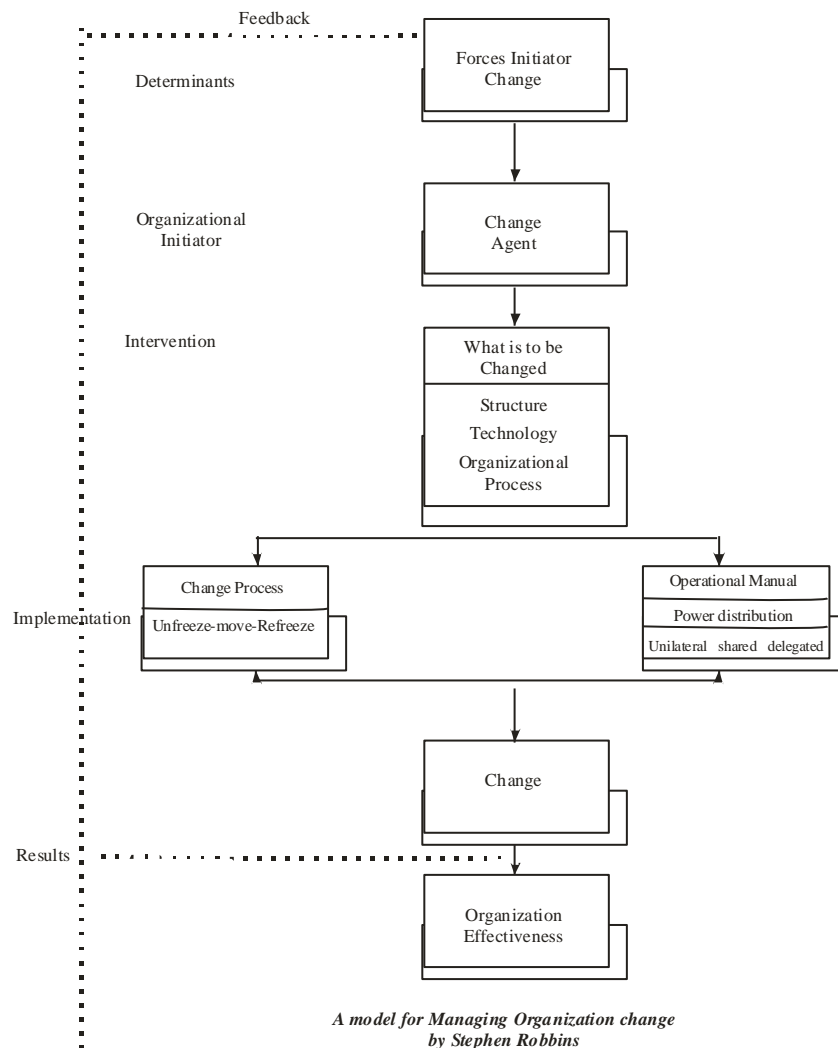 Feedback
Forces Initiator
Change
Determinants
Organizational
Initiator
Change
Agent
Intervention
What is to be
Changed
Structure
Technology
Organizational
Process
Implementation
Change Process
Unfreeze-move-Refreeze
Operational Manual
Power distribution
Unilateral shared delegated
Change
Results
Organization
Effectiveness
A model for Managing Organization change
by Stephen Robbins